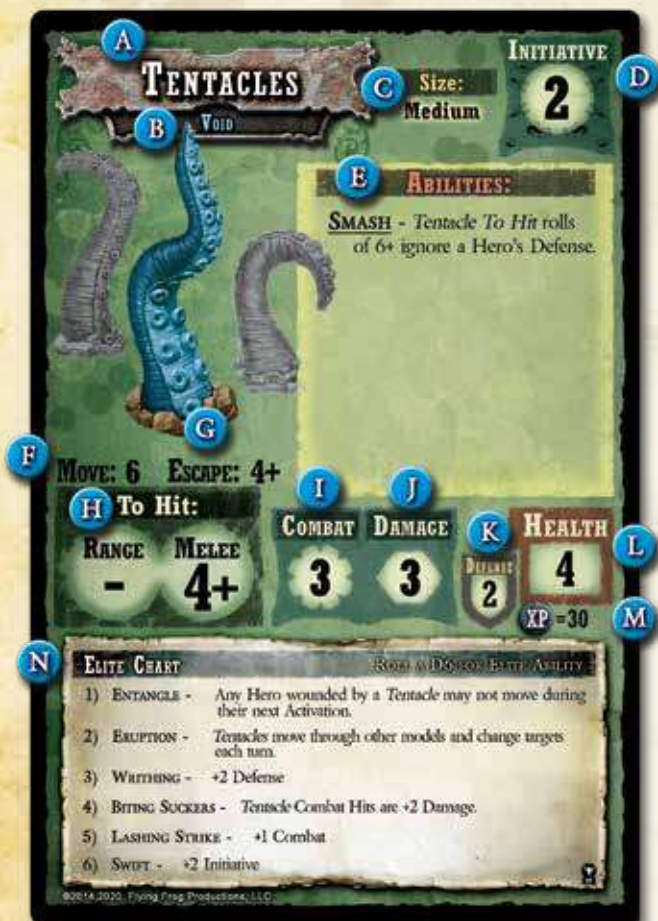 A
TENTACLES
B VOID
C Size:
Medium
INITIATIVE
2
D
E ABILITIES:
SMASH - Tentacle To Hit rolls
of 6+ ignore a Hero's Defense.
G
F MOVE: 6 ESCAPE: 4+
H TO HIT:
RANGE MELEE
- 4+
I
COMBAT
3
J
DAMAGE
3
K
DEFENSE
2
HEALTH
4
L
XP =30 M
N ELITE CHART ROLL A D6 FOR ELITE ABILITY
1) ENTANGLE - Any Hero wounded by a Tentacle may not move during
their next Activation.
2) ERUPTION - Tentacles move through other models and change targets
each turn.
3) WRITHING - +2 Defense
4) BITING SUCKERS - Tentacle Combat Hits are +2 Damage.
5) LASHING STRIKE - +1 Combat
6) SWIFT - +2 Initiative
©2014, 2020, Flying Frog Productions, LLC